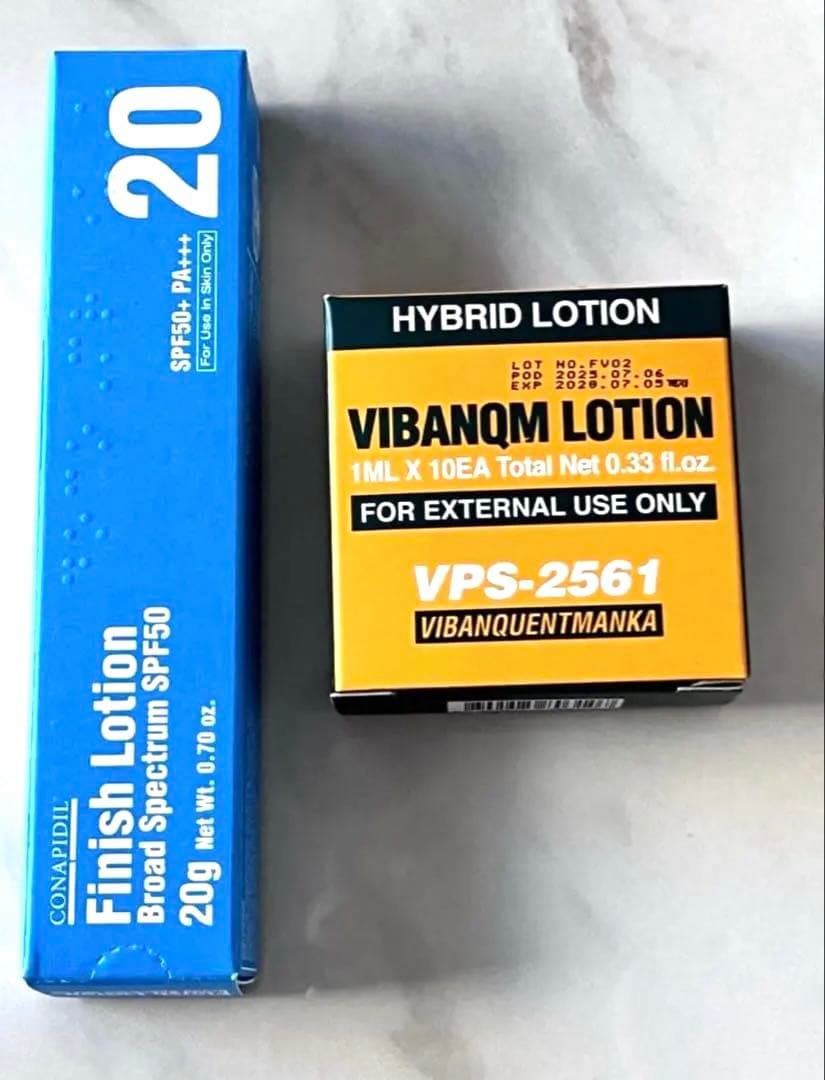 CONAPIDIL
Finish Lotion
Broad Spectrum SPF50
20g Net Wt. 0.70 oz.
SPF50+ PA+++
For Use In Skin Only
20
HYBRID LOTION
LOT NO.FV02
POD 2025.07.06
EXP 2028.07.05
VIBANQM LOTION
1ML X 10EA Total Net 0.33 fl.oz.
FOR EXTERNAL USE ONLY
VPS-2561
VIBANQUENTMANKA